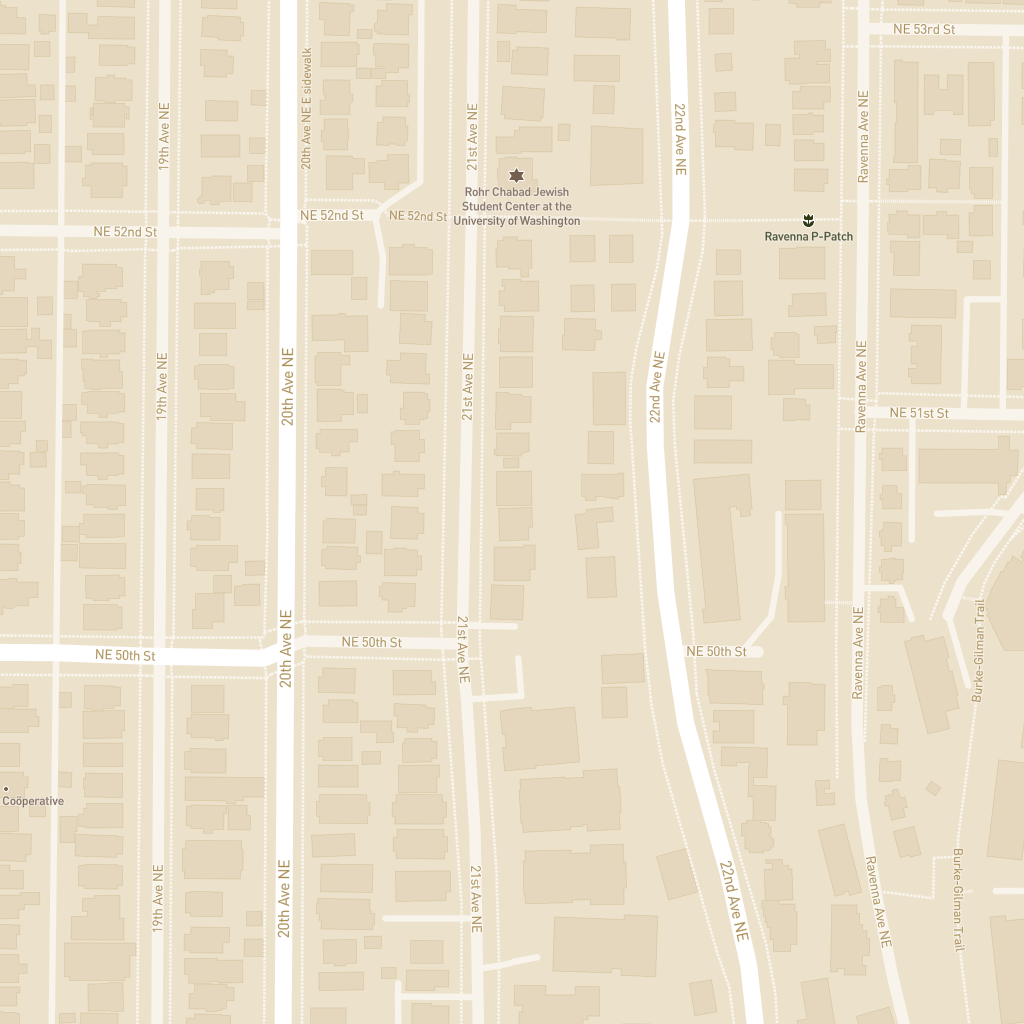 NE 53rd St
19th Ave NE
20th Ave NE E sidewalk
21st Ave NE
22nd Ave NE
Ravenna Ave NE
Rohr Chabad Jewish
Student Center at the
University of Washington
NE 52nd St
NE 52nd St
NE 52nd St
Ravenna P-Patch
19th Ave NE
20th Ave NE
21st Ave NE
22nd Ave NE
Ravenna Ave NE
NE 51st St
NE 50th St
20th Ave NE
NE 50th St
21st Ave NE
NE 50th St
Ravenna Ave NE
Burke-Gilman Trail
Coöperative
19th Ave NE
20th Ave NE
21st Ave NE
22nd Ave NE
Ravenna Ave NE
Burke-Gilman Trail